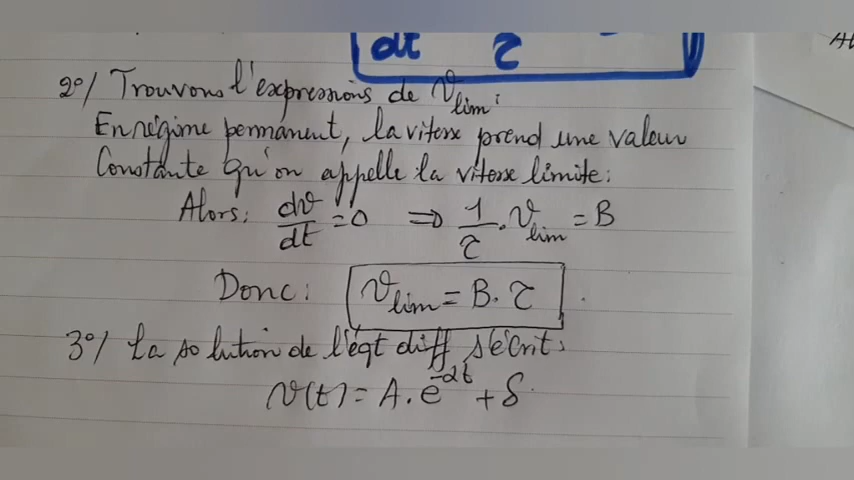 dt τ
2°/ Trouvons l'expressions de v_lim:
En régime permanent, la vitesse prend une valeur
Constante qu'on appelle la vitesse limite:
Alors: dv/dt = 0 ⇒ 1/τ . v_lim = B
Donc: v_lim = B. τ
3°/ La solution de l'éqt diff s'écrit:
v(t) = A. e^-αt + δ